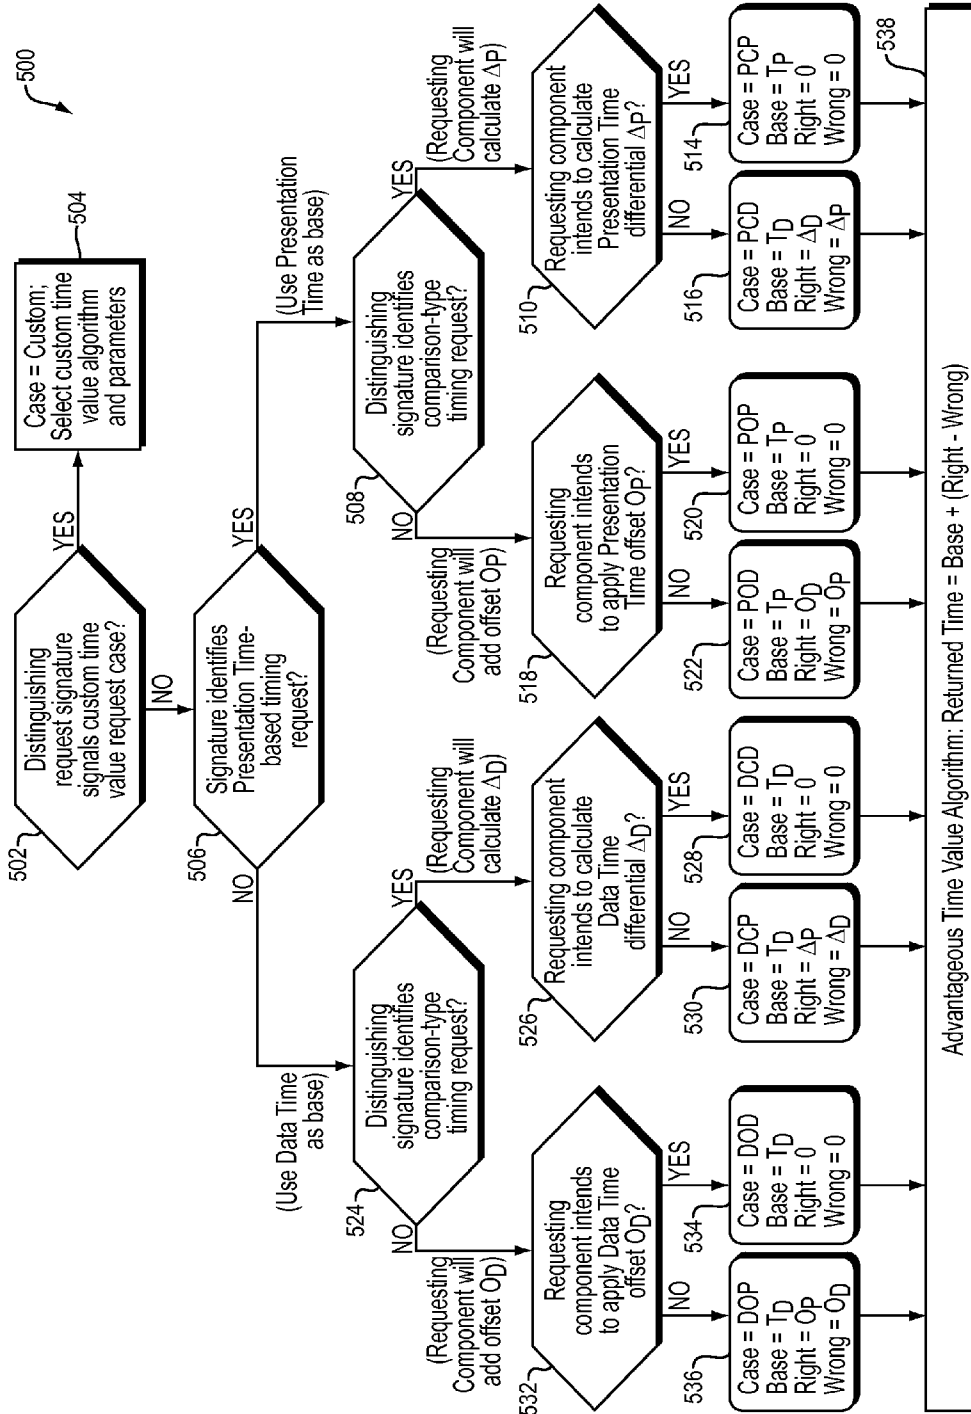 500
Distinguishing
request signature
signals custom time
value request case?
502
YES
NO
Case = Custom;
Select custom time
value algorithm
and parameters
504
Signature identifies
Presentation Time-
based timing
request?
506
NO
YES
(Use Data Time
as base)
(Use Presentation
Time as base)
Distinguishing
signature identifies
comparison-type
timing request?
524
NO
YES
(Requesting
Component will
add offset OD)
(Requesting
Component will
calculate ΔD)
Distinguishing
signature identifies
comparison-type
timing request?
508
NO
YES
(Requesting
Component will
add offset OP)
(Requesting
Component will
calculate ΔP)
Requesting
component intends
to apply Data Time
offset OD?
532
NO
YES
Requesting component
intends to calculate
Data Time
differential ΔD?
526
NO
YES
Requesting
component intends
to apply Presentation
Time offset OP?
518
NO
YES
Requesting component
intends to calculate
Presentation Time
differential ΔP?
510
NO
YES
Case = DOP
Base = TD
Right = OP
Wrong = OD
536
Case = DOD
Base = TD
Right = 0
Wrong = 0
534
Case = DCP
Base = TD
Right = ΔP
Wrong = ΔD
530
Case = DCD
Base = TD
Right = 0
Wrong = 0
528
Case = POD
Base = TP
Right = OD
Wrong = OP
522
Case = POP
Base = TP
Right = 0
Wrong = 0
520
Case = PCD
Base = TD
Right = ΔD
Wrong = ΔP
516
Case = PCP
Base = TP
Right = 0
Wrong = 0
514
538
Advantageous Time Value Algorithm: Returned Time = Base + (Right - Wrong)